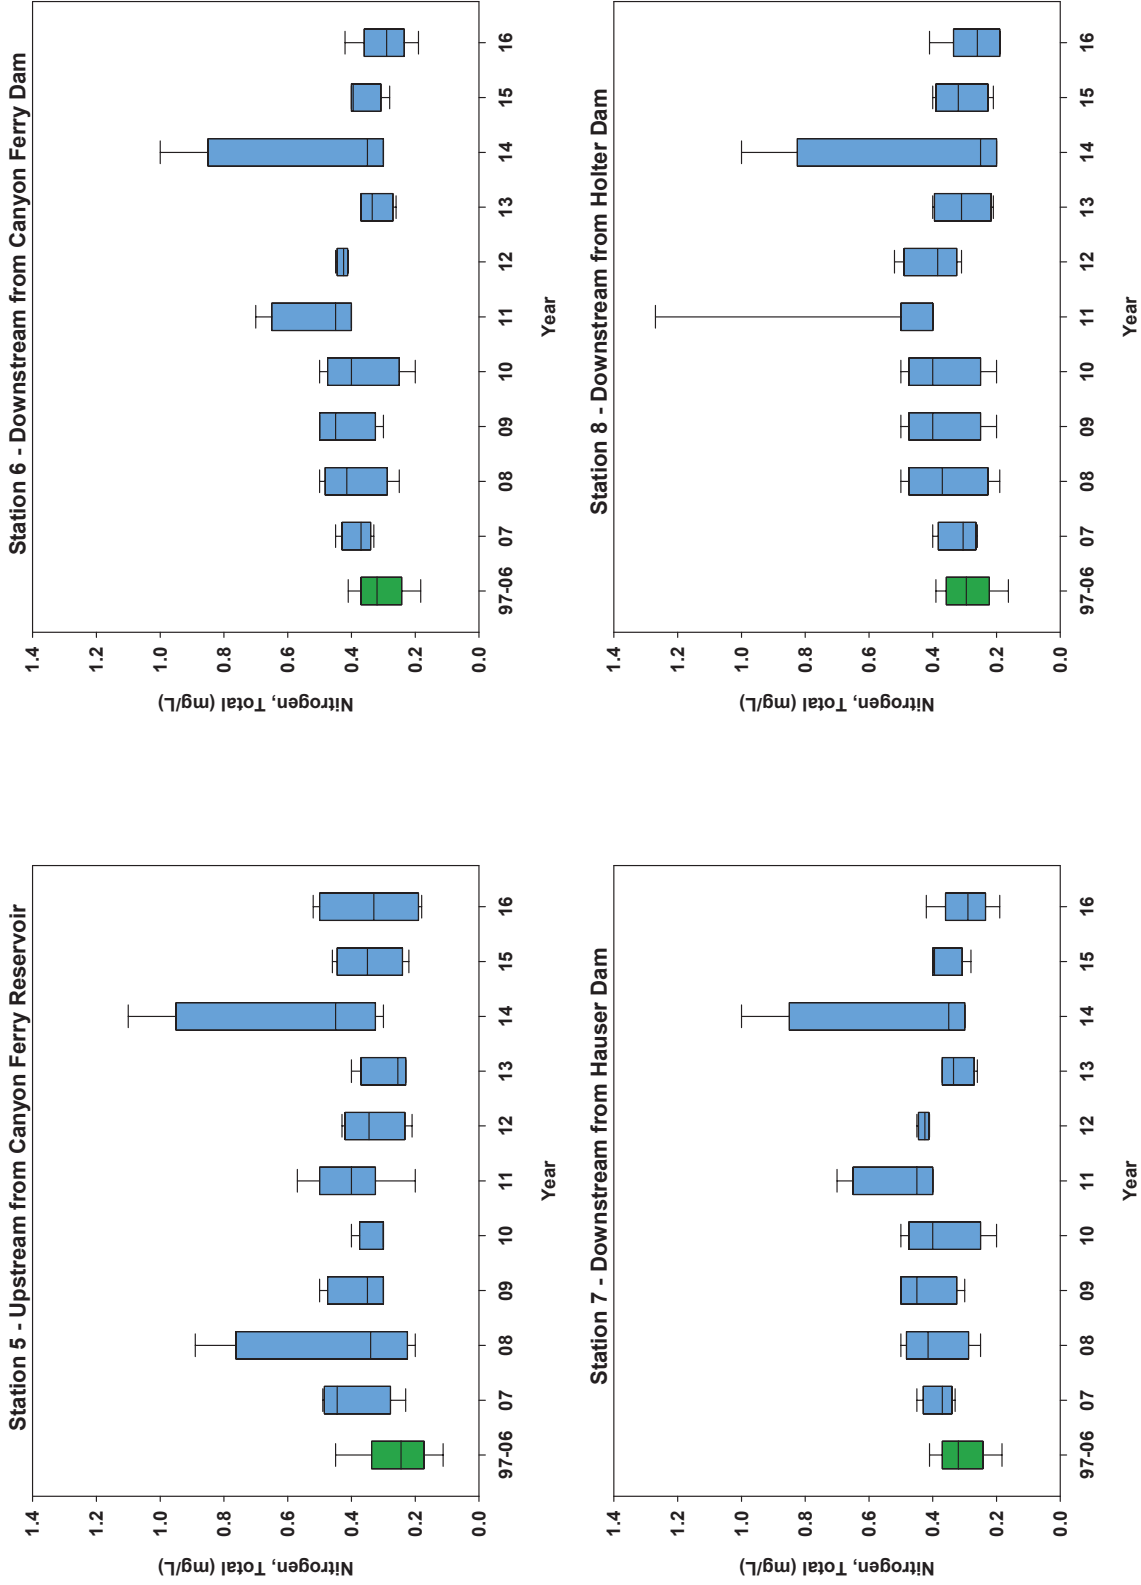 Station 5 - Upstream from Canyon Ferry Reservoir
Nitrogen, Total (mg/L)
1.4
1.2
1.0
0.8
0.6
0.4
0.2
0.0
97-06 07 08 09 10 11 12 13 14 15 16
Year
Station 6 - Downstream from Canyon Ferry Dam
Nitrogen, Total (mg/L)
1.4
1.2
1.0
0.8
0.6
0.4
0.2
0.0
97-06 07 08 09 10 11 12 13 14 15 16
Year
Station 7 - Downstream from Hauser Dam
Nitrogen, Total (mg/L)
1.4
1.2
1.0
0.8
0.6
0.4
0.2
0.0
97-06 07 08 09 10 11 12 13 14 15 16
Year
Station 8 - Downstream from Holter Dam
Nitrogen, Total (mg/L)
1.4
1.2
1.0
0.8
0.6
0.4
0.2
0.0
97-06 07 08 09 10 11 12 13 14 15 16
Year